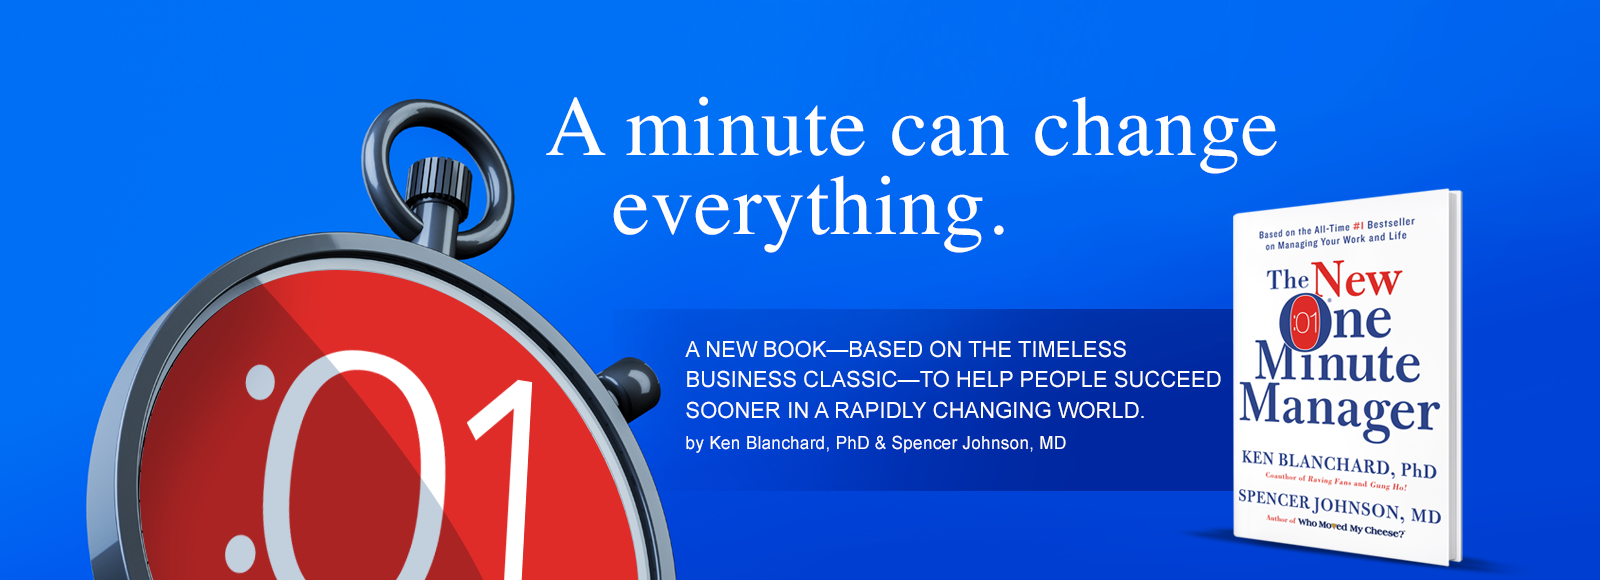 A minute can change
everything.
:01
A NEW BOOK—BASED ON THE TIMELESS
BUSINESS CLASSIC—TO HELP PEOPLE SUCCEED
SOONER IN A RAPIDLY CHANGING WORLD.
by Ken Blanchard, PhD & Spencer Johnson, MD
Based on the All-Time #1 Bestseller
on Managing Your Work and Life
The New
One
:01
Minute
Manager
KEN BLANCHARD, PhD
Coauthor of Raving Fans and Gung Ho!
SPENCER JOHNSON, MD
Author of Who Moved My Cheese?